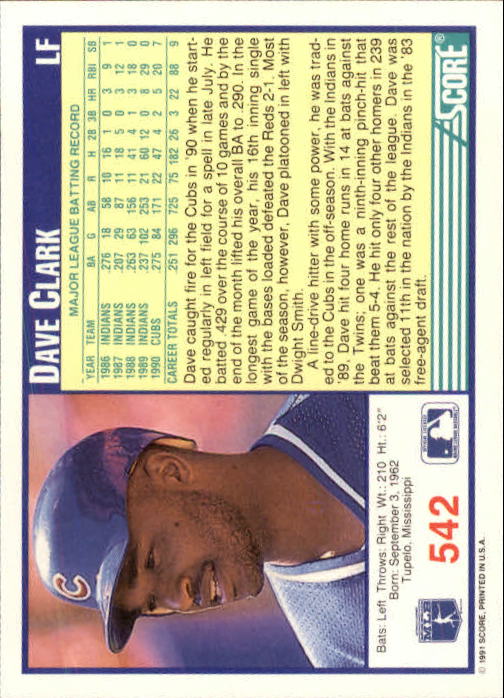 DAVE CLARK LF
MAJOR LEAGUE BATTING RECORD
YEAR TEAM BA G AB R H 2B 3B HR RBI SB
1986 INDIANS .276 18 58 10 16 1 0 3 9 1
1987 INDIANS .207 29 87 11 18 5 0 3 12 1
1988 INDIANS .263 63 156 11 41 4 1 3 18 0
1989 INDIANS .237 102 253 21 60 12 0 8 29 0
1990 CUBS .275 84 171 22 47 4 2 5 20 7
CAREER TOTALS .251 296 725 75 182 26 3 22 88 9
Dave caught fire for the Cubs in '90 when he start-
ed regularly in left field for a spell in late July. He
batted .429 over the course of 10 games and by the
end of the month lifted his overall BA to .290. In the
longest game of the year, his 16th inning single
with the bases loaded defeated the Reds 2-1. Most
of the season, however, Dave platooned in left with
Dwight Smith.
A line-drive hitter with some power, he was trad-
ed to the Cubs in the off-season. With the Indians in
'89, Dave hit four home runs in 14 at bats against
the Twins; one was a ninth-inning pinch-hit that
beat them 5-4. He hit only four other homers in 239
at bats against the rest of the league. Dave was
selected 11th in the nation by the Indians in the '83
free-agent draft.
SCORE
C
Bats: Left Throws: Right Wt.: 210 Ht.: 6'2"
Born: September 3, 1962
Tupelo, Mississippi
MLB
542
© 1991 SCORE, PRINTED IN U.S.A.